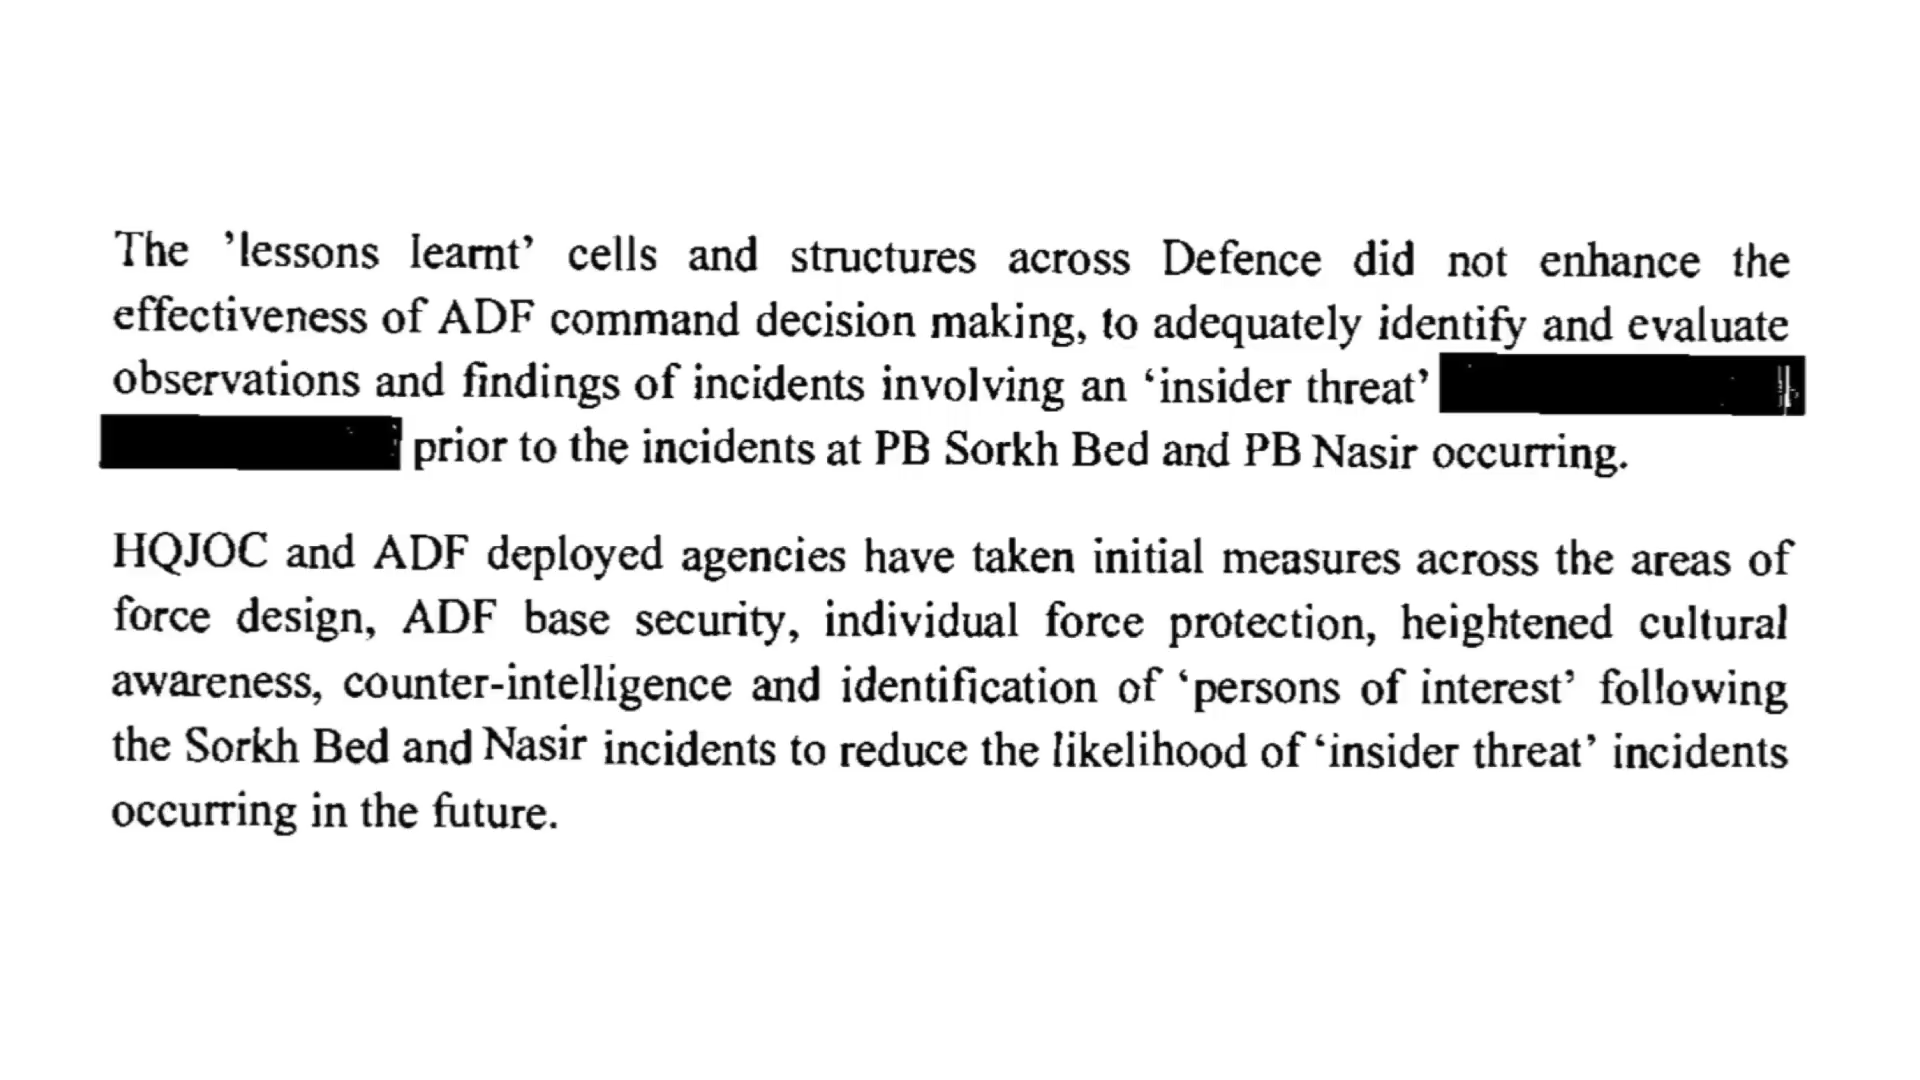 The ’lessons learnt’ cells and structures across Defence did not enhance the
effectiveness of ADF command decision making, to adequately identify and evaluate
observations and findings of incidents involving an ‘insider threat’
prior to the incidents at PB Sorkh Bed and PB Nasir occurring.
HQJOC and ADF deployed agencies have taken initial measures across the areas of
force design, ADF base security, individual force protection, heightened cultural
awareness, counter-intelligence and identification of ‘persons of interest’ following
the Sorkh Bed and Nasir incidents to reduce the likelihood of ‘insider threat’ incidents
occurring in the future.